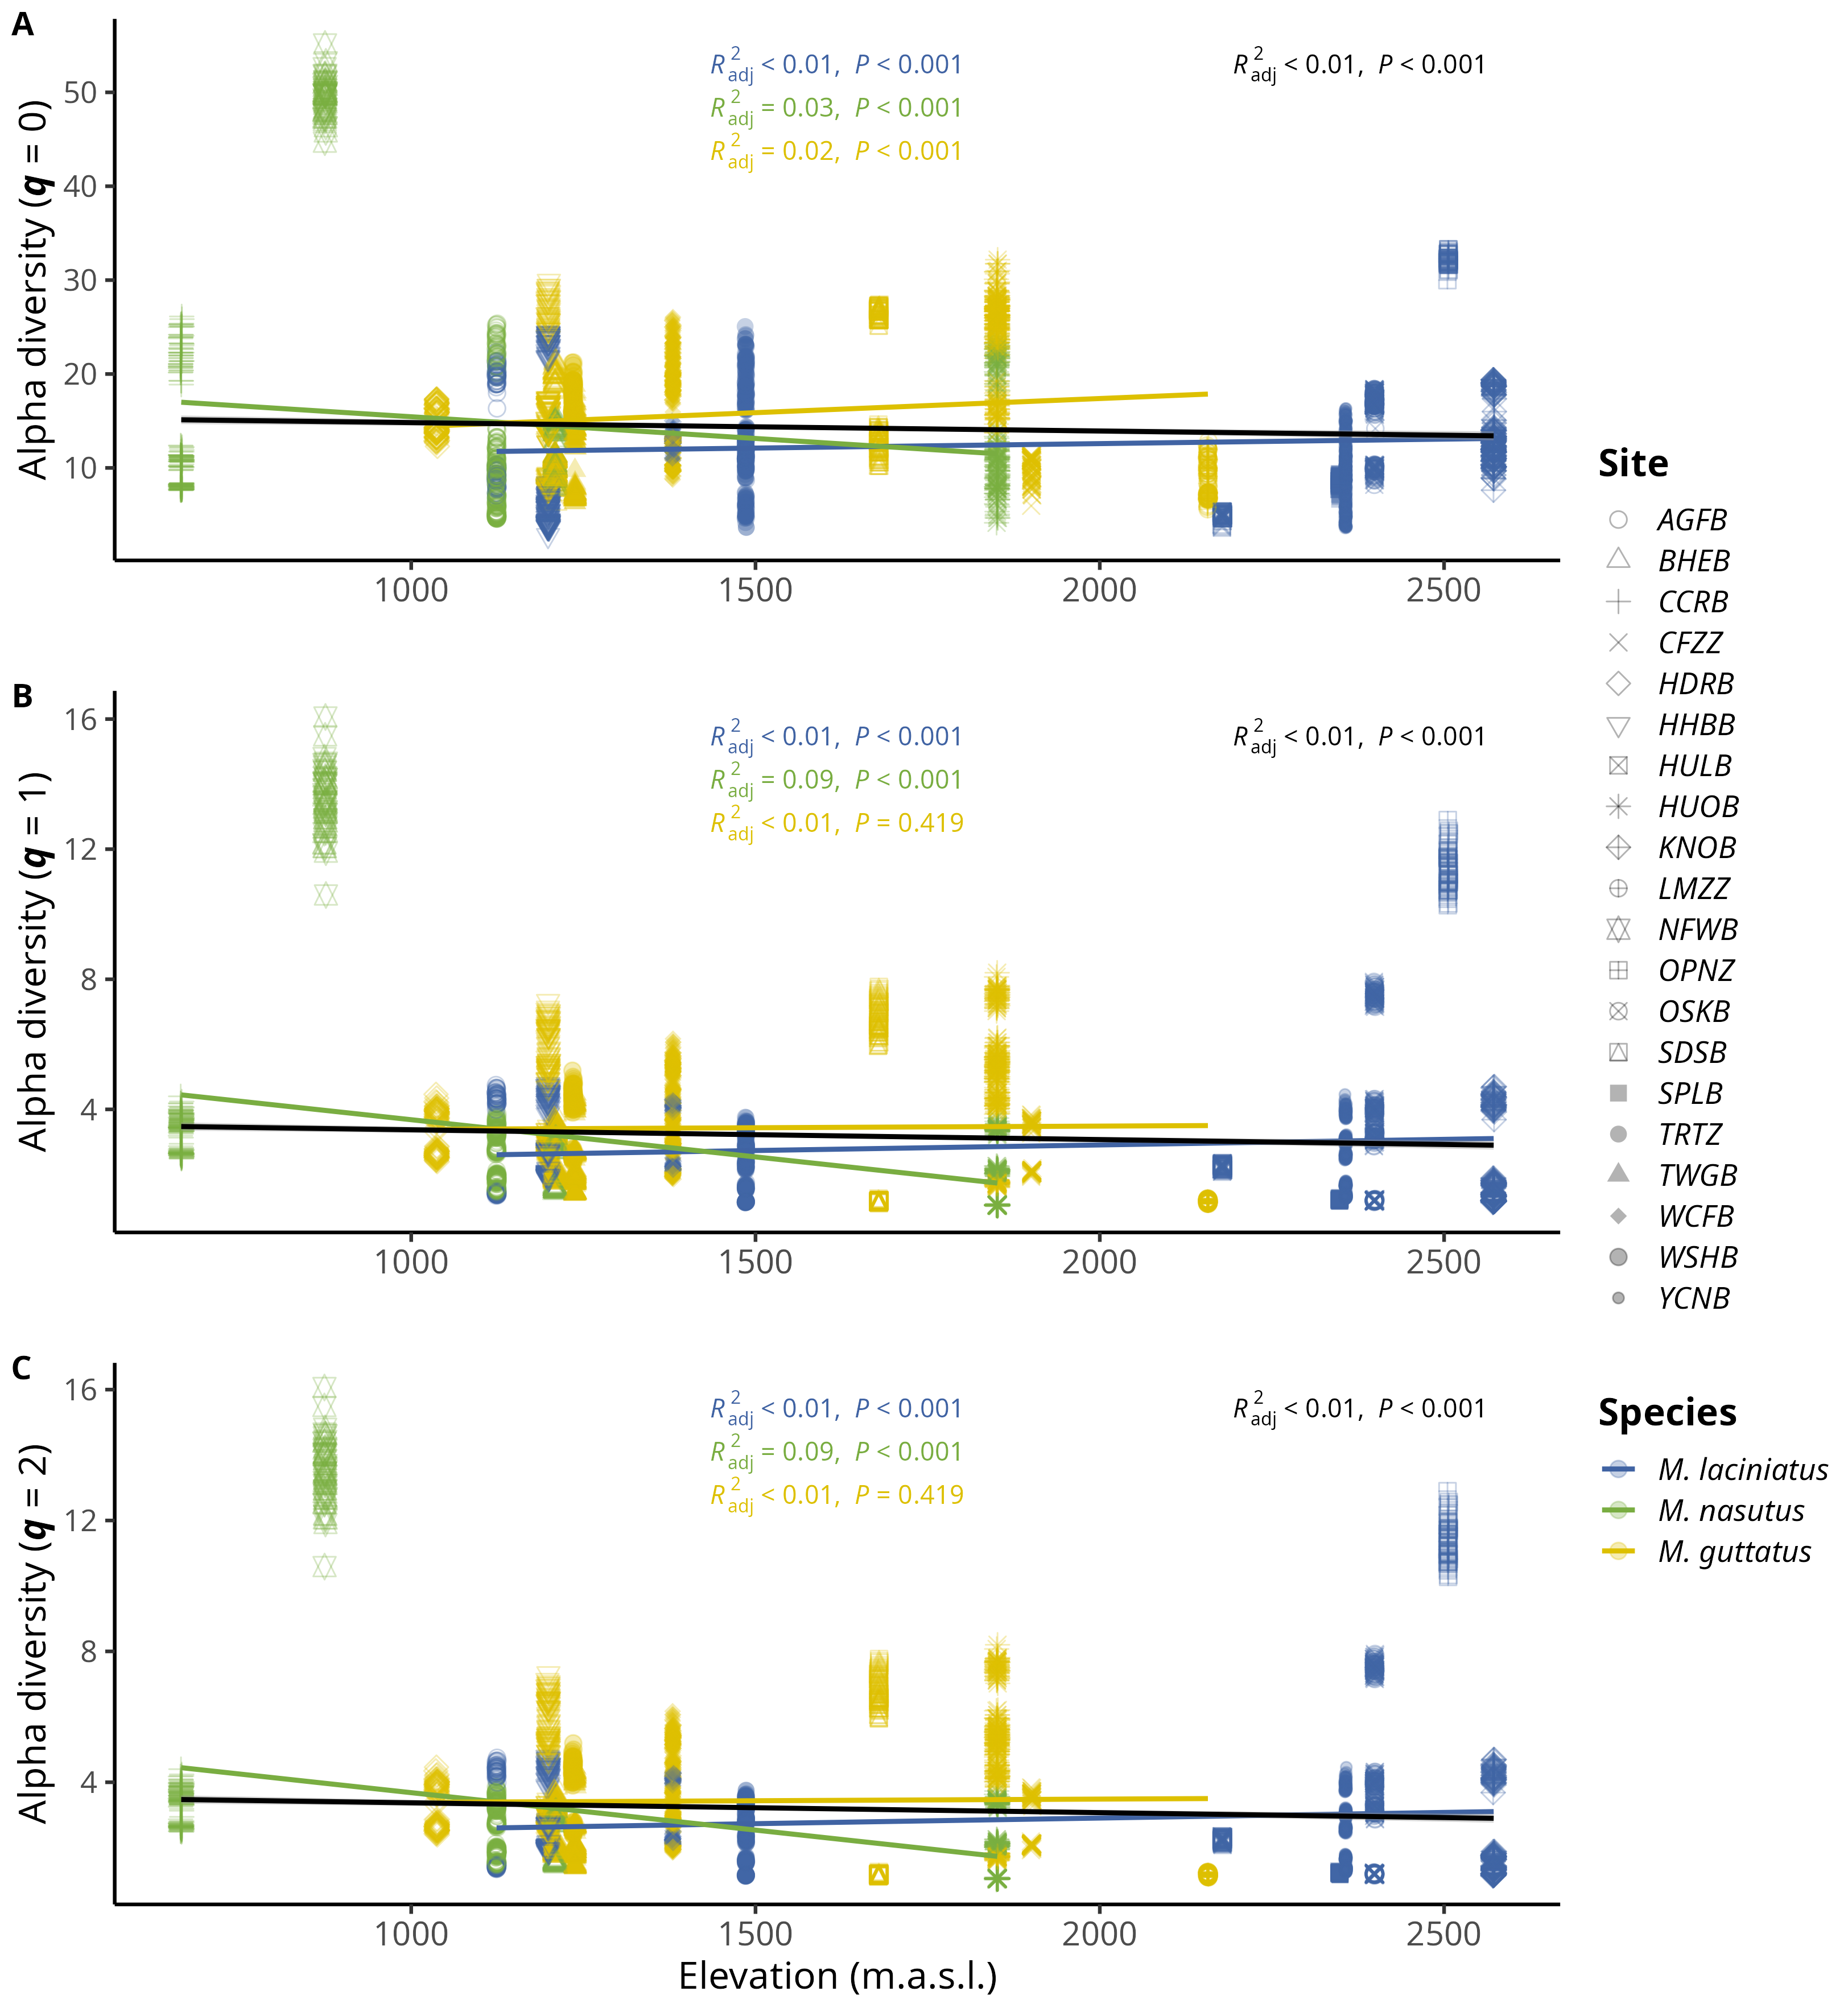 A
Alpha diversity (q = 0)
50
40
30
20
10
R²adj < 0.01, P < 0.001
R²adj = 0.03, P < 0.001
R²adj = 0.02, P < 0.001
R²adj < 0.01, P < 0.001
1000 1500 2000 2500
B
Alpha diversity (q = 1)
16
12
8
4
R²adj < 0.01, P < 0.001
R²adj = 0.09, P < 0.001
R²adj < 0.01, P = 0.419
R²adj < 0.01, P < 0.001
1000 1500 2000 2500
C
Alpha diversity (q = 2)
16
12
8
4
R²adj < 0.01, P < 0.001
R²adj = 0.09, P < 0.001
R²adj < 0.01, P = 0.419
R²adj < 0.01, P < 0.001
1000 1500 2000 2500
Elevation (m.a.s.l.)
Site
AGFB
BHEB
CCRB
CFZZ
HDRB
HHBB
HULB
HUOB
KNOB
LMZZ
NFWB
OPNZ
OSKB
SDSB
SPLB
TRTZ
TWGB
WCFB
WSHB
YCNB
Species
M. laciniatus
M. nasutus
M. guttatus